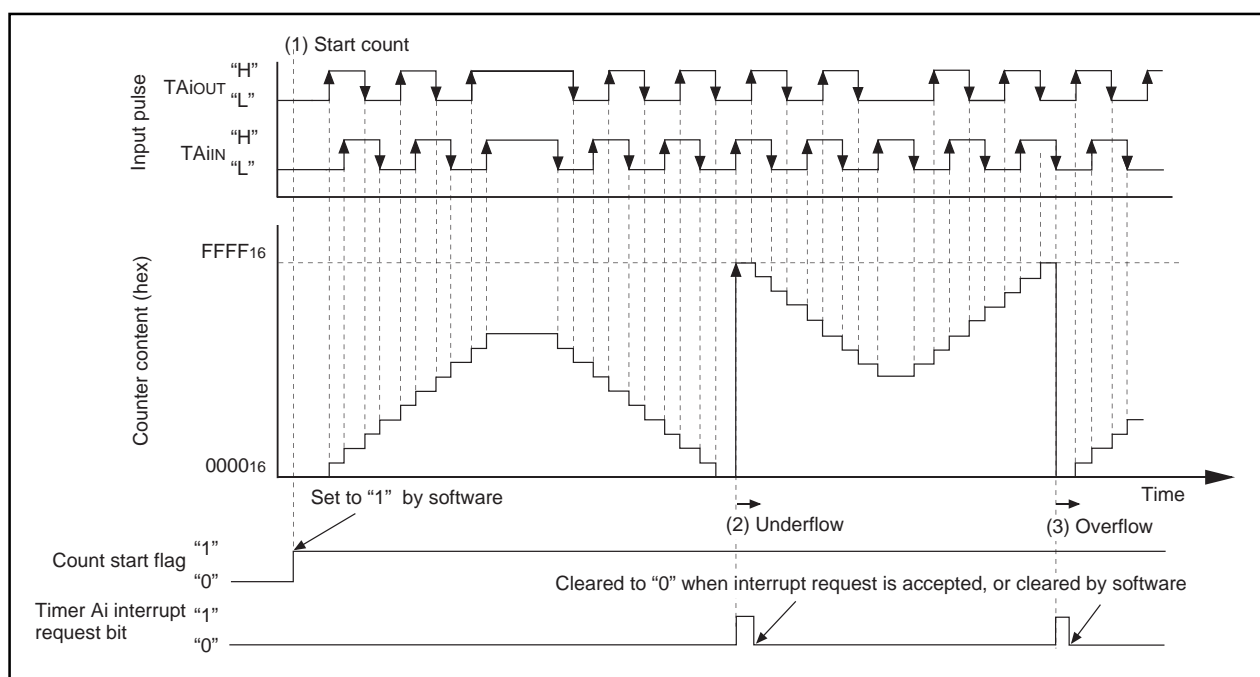 (1) Start count
Input pulse
TAiOUT
“H”
“L”
TAiIN
“H”
“L”
Counter content (hex)
FFFF16
000016
Time
Set to “1” by software
(2) Underflow
(3) Overflow
Count start flag
“1”
“0”
Cleared to “0” when interrupt request is accepted, or cleared by software
Timer Ai interrupt
request bit
“1”
“0”